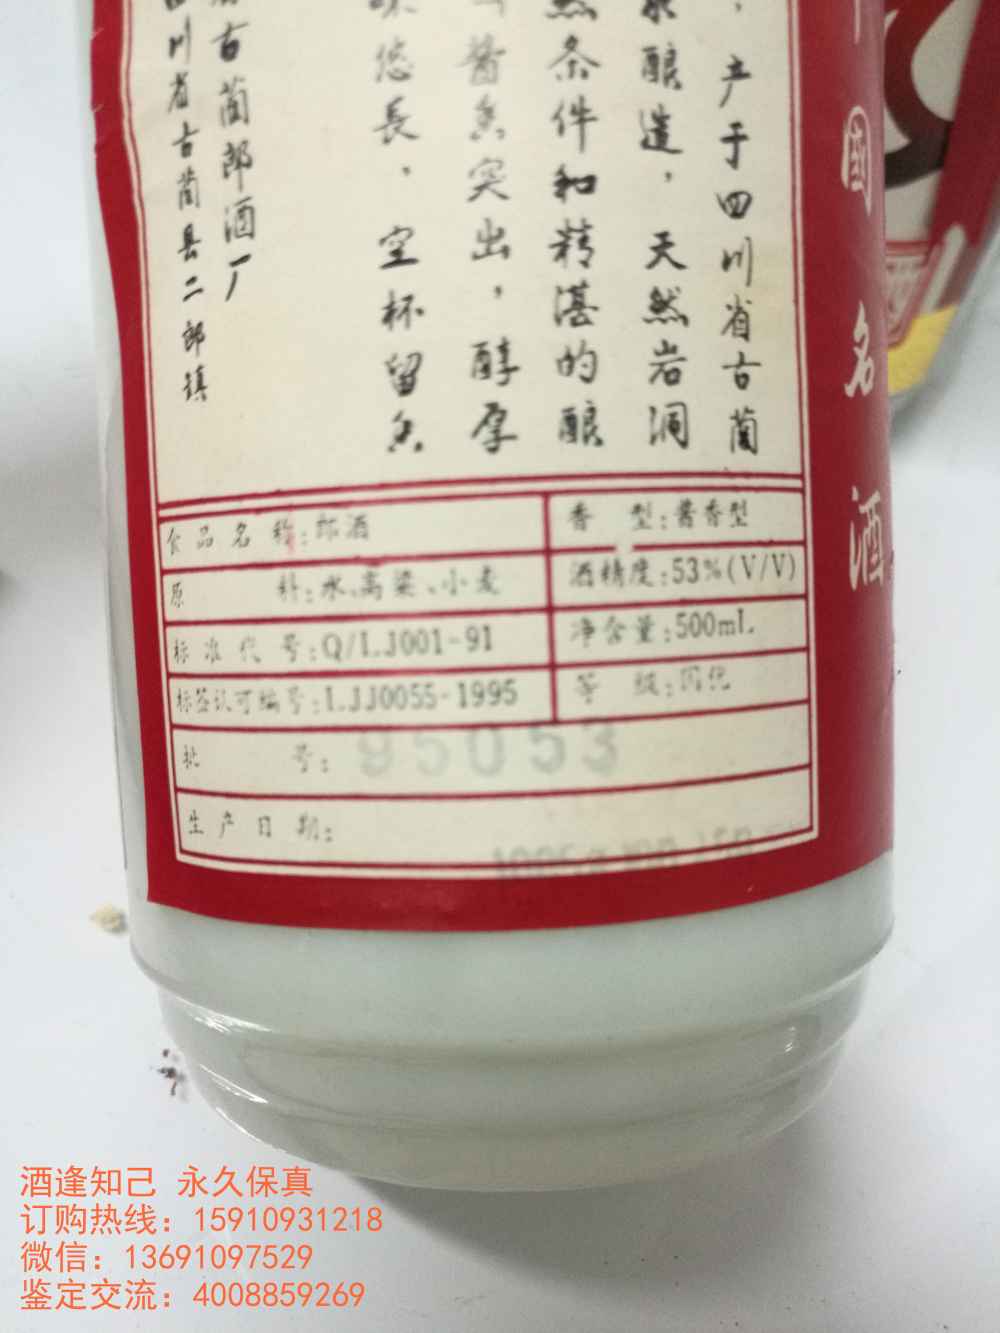 ，产于四川省古蔺
酿造，天然岩洞
然条件和精湛的酿
酱香突出，醇厚
味悠長，空杯留香
古蔺郎酒厂
四川省古蔺县二郎镇
国名酒
食品名称：郎酒
香型：酱香型
原料：水、高粱、小麦
酒精度：53%(V/V)
标准代号：Q/LJ001-91
净含量：500mL
标签认可编号：LJJ0055-1995
等级：优
批号：95053
生产日期：
酒逢知己 永久保真
订购热线：15910931218
微信：13691097529
鉴定交流：4008859269